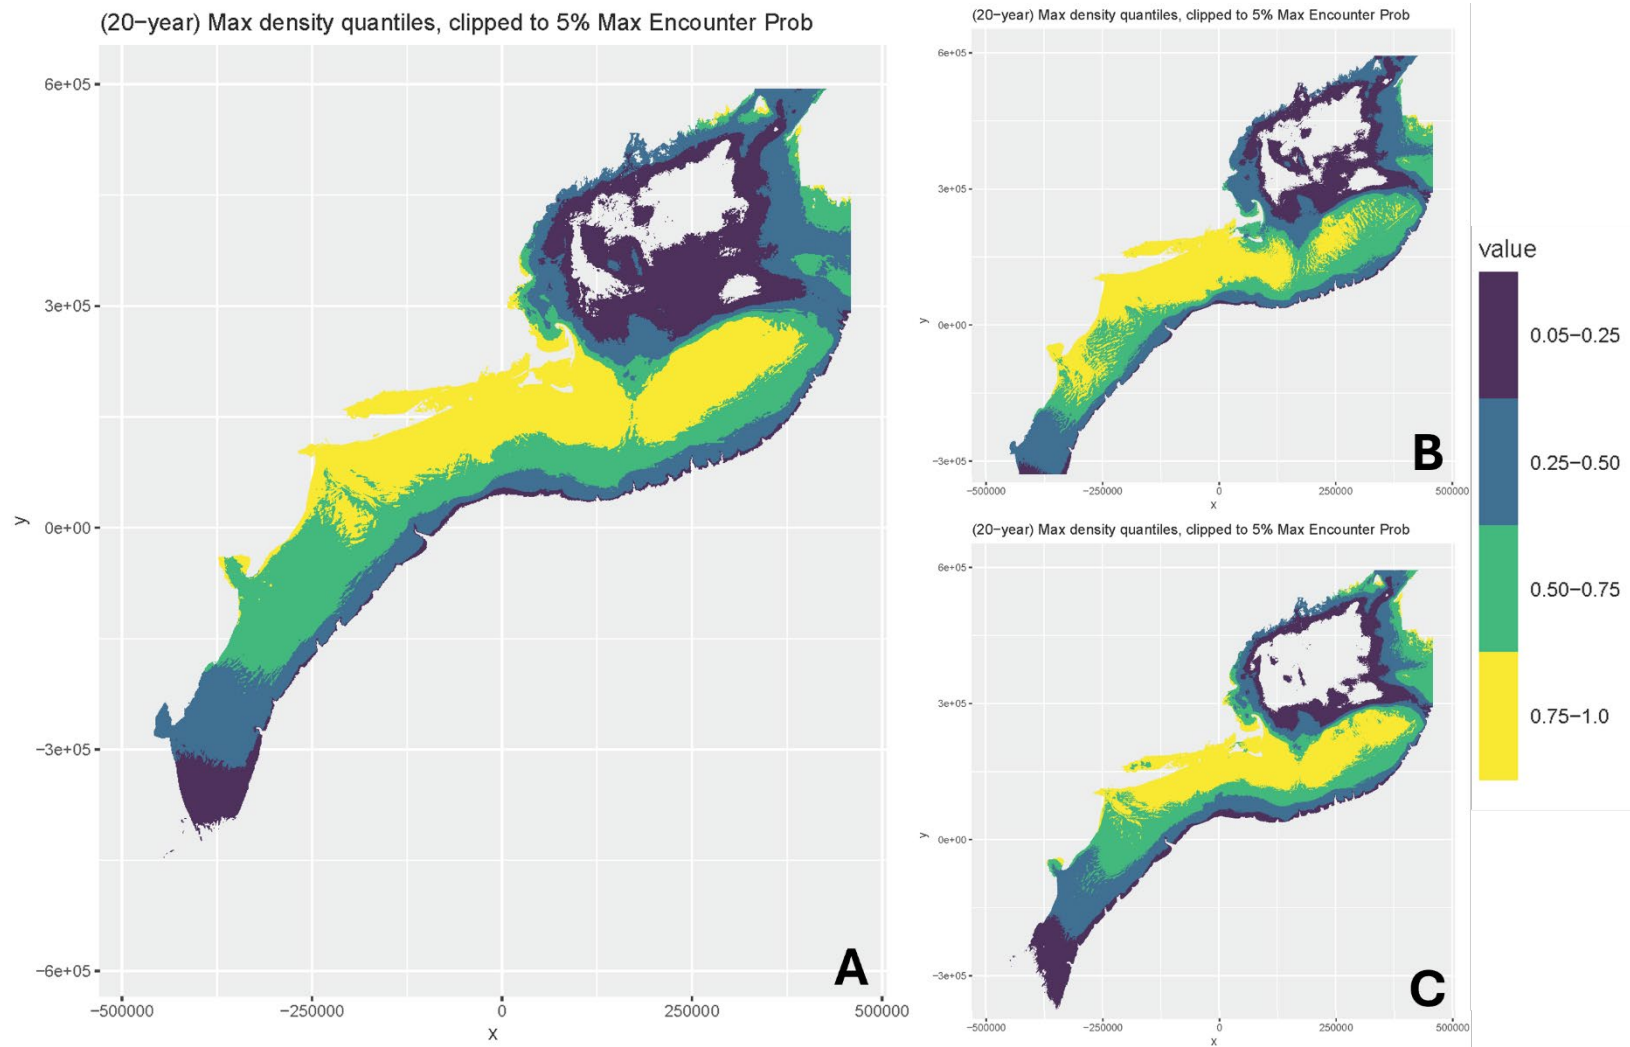 (20−year) Max density quantiles, clipped to 5% Max Encounter Prob
6e+05
3e+05
y
0e+00
−3e+05
−6e+05
−500000
−250000
0
250000
500000
x
A
(20−year) Max density quantiles, clipped to 5% Max Encounter Prob
6e+05
3e+05
y
0e+00
−3e+05
−500000
−250000
0
250000
500000
x
B
(20−year) Max density quantiles, clipped to 5% Max Encounter Prob
6e+05
3e+05
y
0e+00
−3e+05
−500000
−250000
0
250000
500000
x
C
value
0.05−0.25
0.25−0.50
0.50−0.75
0.75−1.0